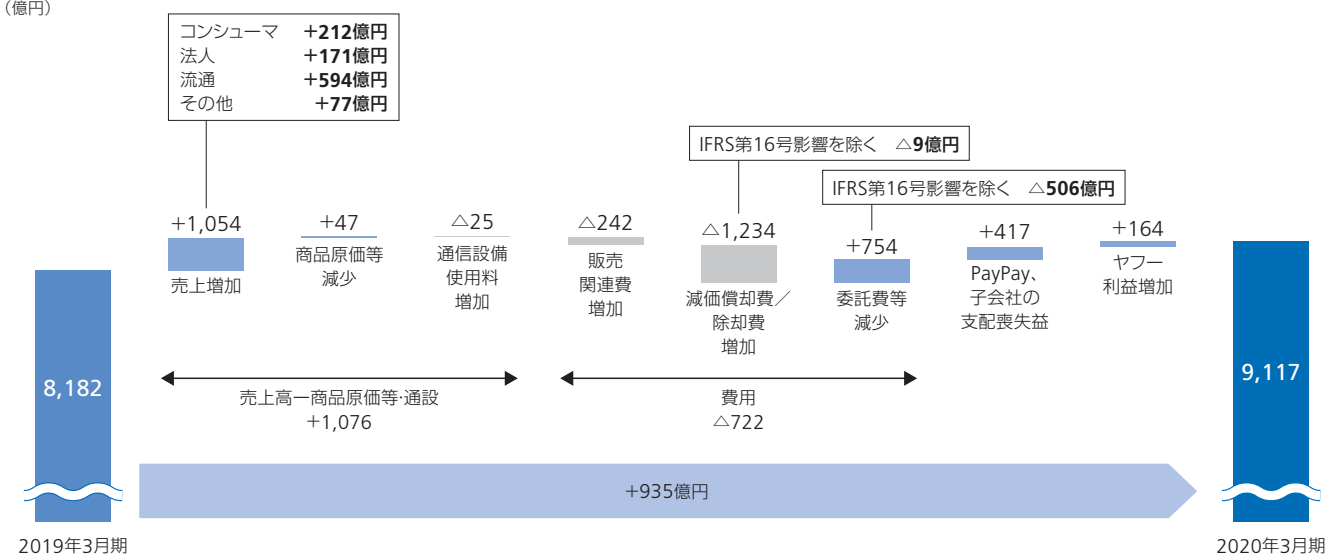 （億円）
コンシューマ +212億円
法人 +171億円
流通 +594億円
その他 +77億円
IFRS第16号影響を除く △9億円
IFRS第16号影響を除く △506億円
+1,054
売上増加
+47
商品原価等
減少
△25
通信設備
使用料
増加
△242
販売
関連費
増加
△1,234
減価償却費／
除却費
増加
+754
委託費等
減少
+417
PayPay、
子会社の
支配喪失益
+164
ヤフー
利益増加
8,182
9,117
売上高ー商品原価等・通設
+1,076
費用
△722
+935億円
2019年3月期
2020年3月期